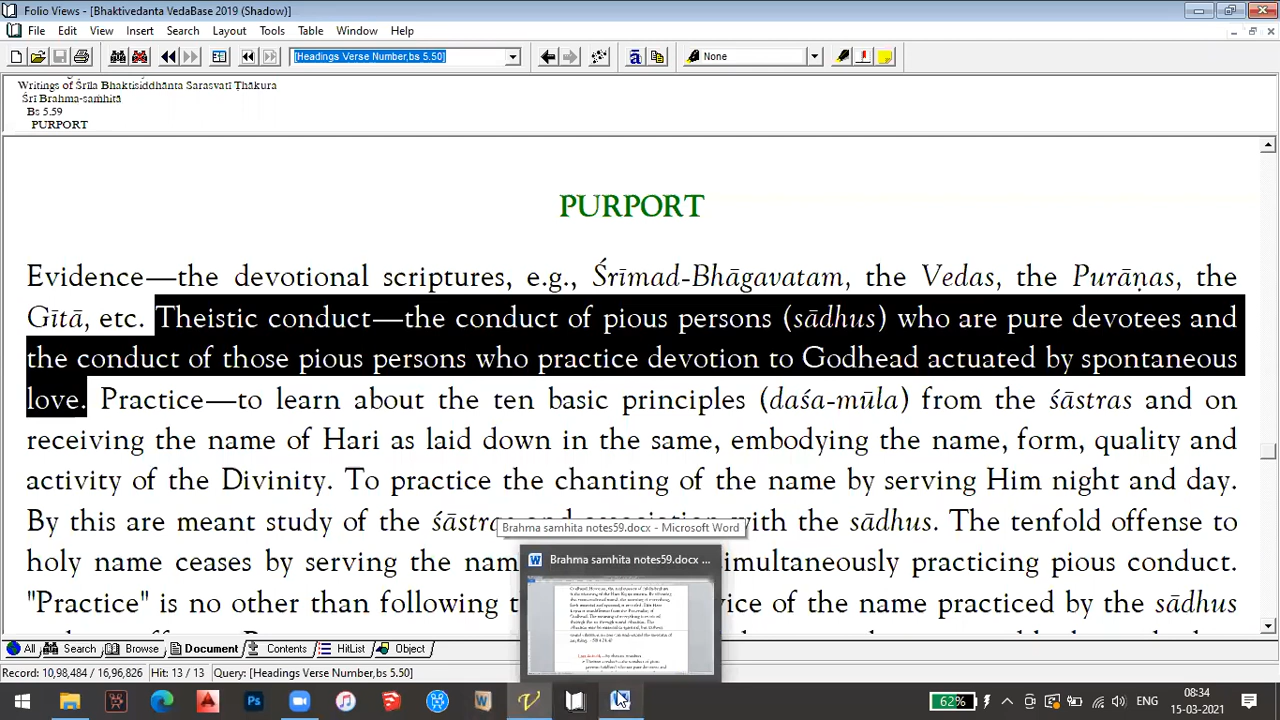 Folio Views - [Bhaktivedanta VedaBase 2019 (Shadow)]
File Edit View Insert Search Layout Tools Table Window Help
[Headings Verse Number,bs 5.50] None
Writings of Śrīla Bhaktisiddhānta Sarasvatī Ṭhākura
Śrī Brahma-saṁhitā
Bs 5.59
PURPORT
PURPORT
Evidence—the devotional scriptures, e.g., Śrīmad-Bhāgavatam, the Vedas, the Purāṇas, the
Gītā, etc. Theistic conduct—the conduct of pious persons (sādhus) who are pure devotees and
the conduct of those pious persons who practice devotion to Godhead actuated by spontaneous
love. Practice—to learn about the ten basic principles (daśa-mūla) from the śāstras and on
receiving the name of Hari as laid down in the same, embodying the name, form, quality and
activity of the Divinity. To practice the chanting of the name by serving Him night and day.
By this are meant study of the śāstra with the sādhus. The tenfold offense to
Brahma samhita notes59.docx - Microsoft Word
Brahma samhita notes59.docx ...
holy name ceases by serving the nam simultaneously practicing pious conduct.
"Practice" is no other than following t vice of the name practiced by the sādhus
All Search Browse Document Contents HitList Object
Record: 10,98,484 / 16,96,826 Hit: 13 / 13 Query: [Headings Verse Number,bs 5.50]
62% ENG 08:34
15-03-2021